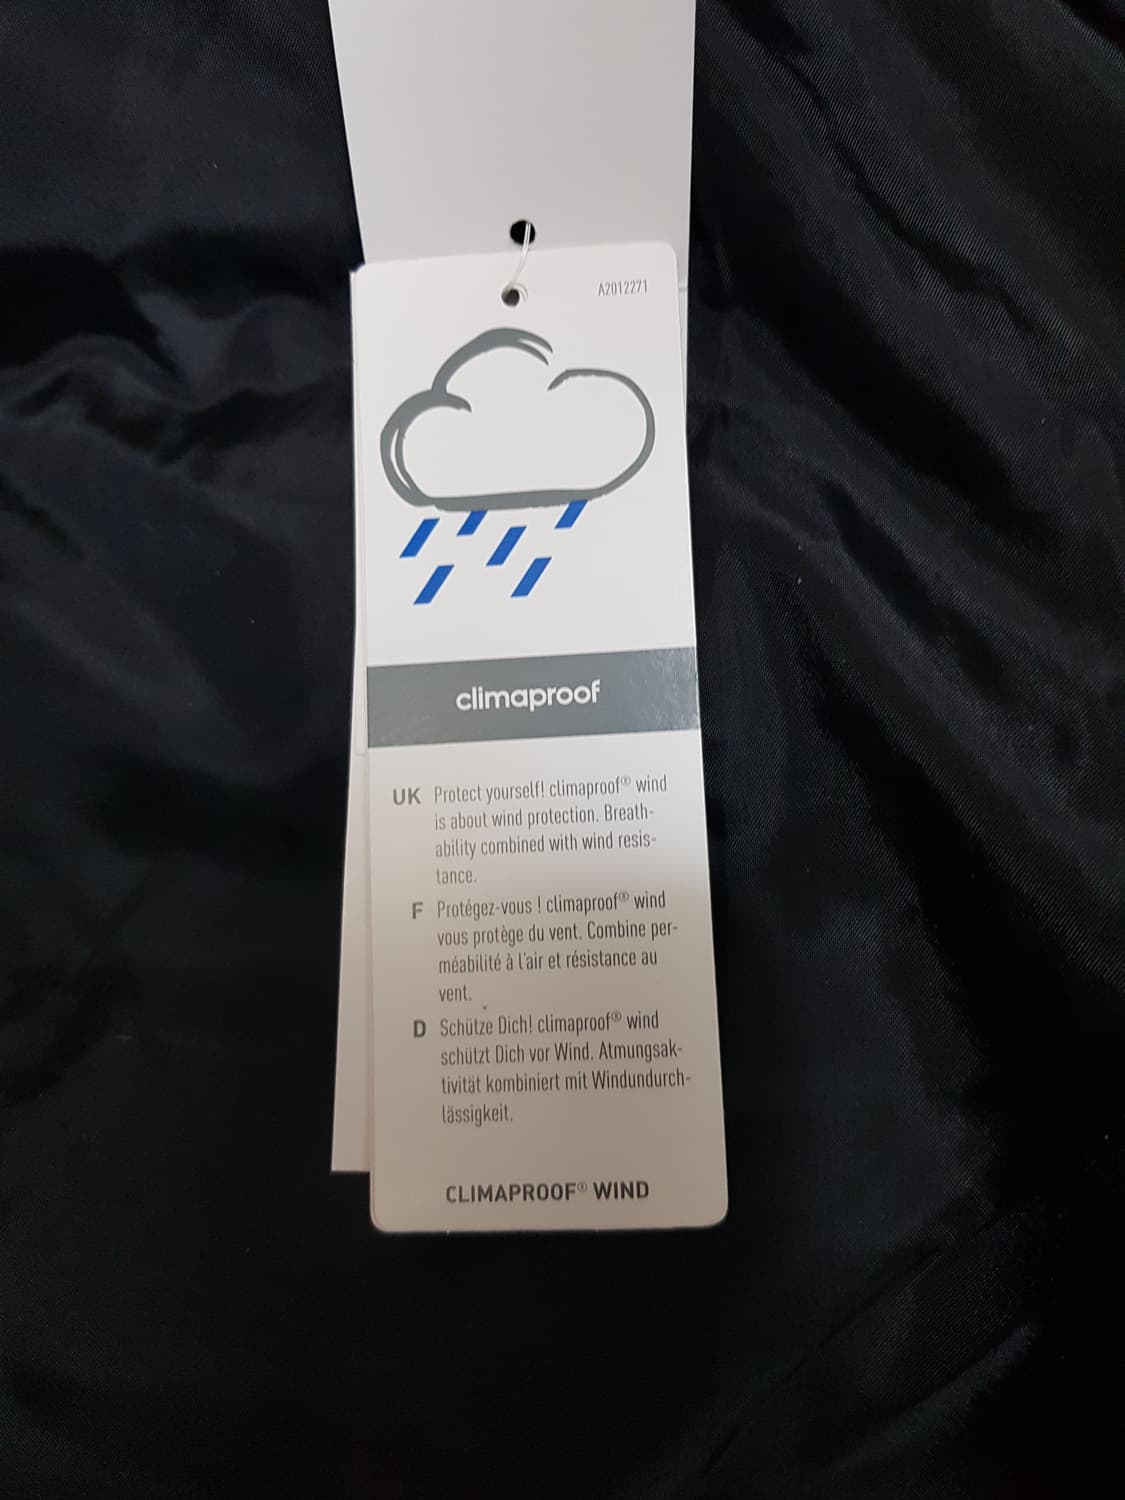 A2012271
climaproof
UK Protect yourself! climaproof® wind
is about wind protection. Breath-
ability combined with wind resis-
tance.
F Protégez-vous ! climaproof® wind
vous protège du vent. Combine per-
méabilité à l'air et résistance au
vent.
D Schütze Dich! climaproof® wind
schützt Dich vor Wind. Atmungsak-
tivität kombiniert mit Windundurch-
lässigkeit.
CLIMAPROOF® WIND